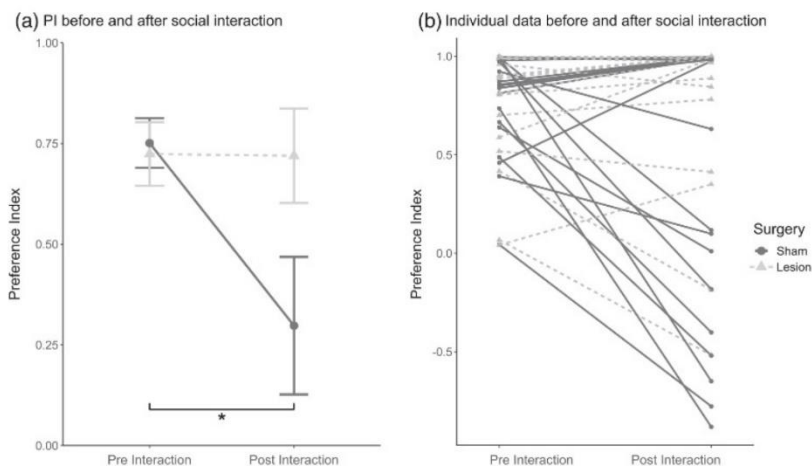 (a) PI before and after social interaction
1.00
0.75
0.50
0.25
0.00
Preference Index
*
Pre Interaction Post Interaction
(b) Individual data before and after social interaction
1.0
0.5
0.0
-0.5
Preference Index
Pre Interaction Post Interaction
Surgery
Sham
Lesion